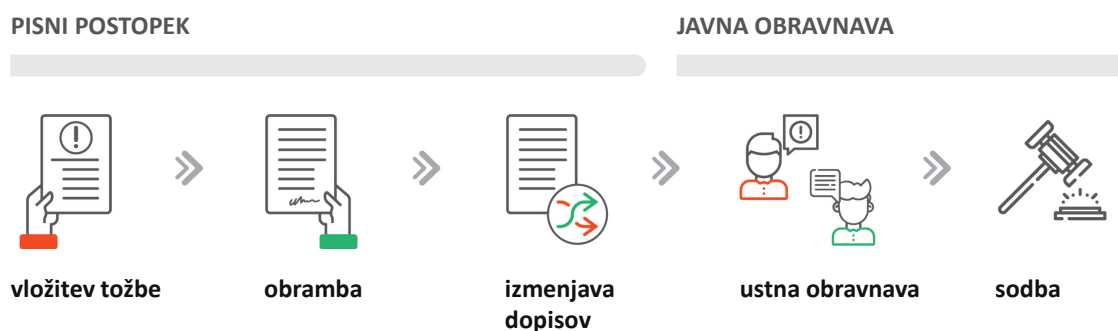 PISNI POSTOPEK
JAVNA OBRAVNAVA
vložitev tožbe
obramba
izmenjava
dopisov
ustna obravnava
sodba